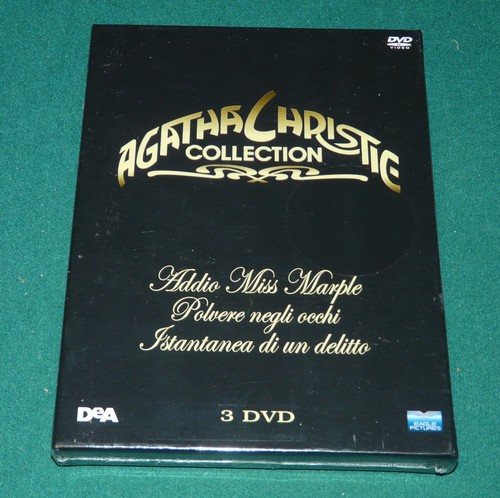 DVD
VIDEO
AGATHA CHRISTIE
COLLECTION
Addio Miss Marple
Polvere negli occhi
Istantanea di un delitto
DeA
3 DVD
EAGLE
PICTURES